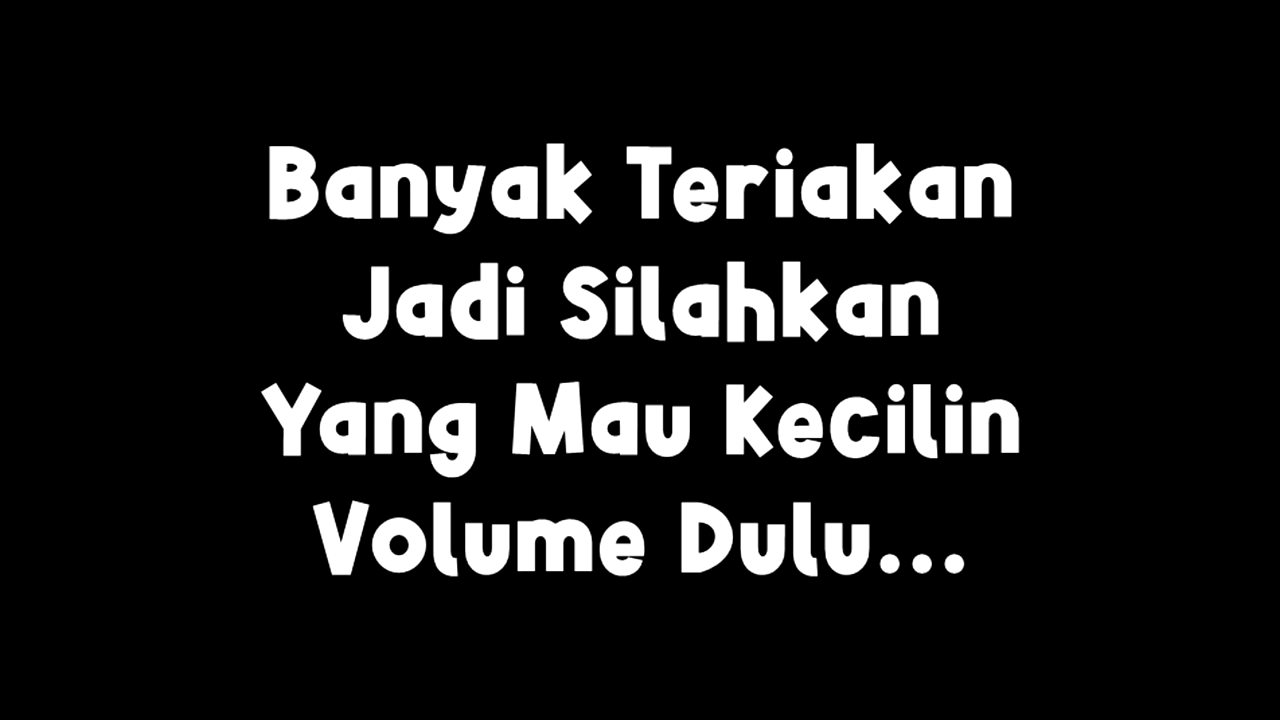 Banyak Teriakan
Jadi Silahkan
Yang Mau Kecilin
Volume Dulu...